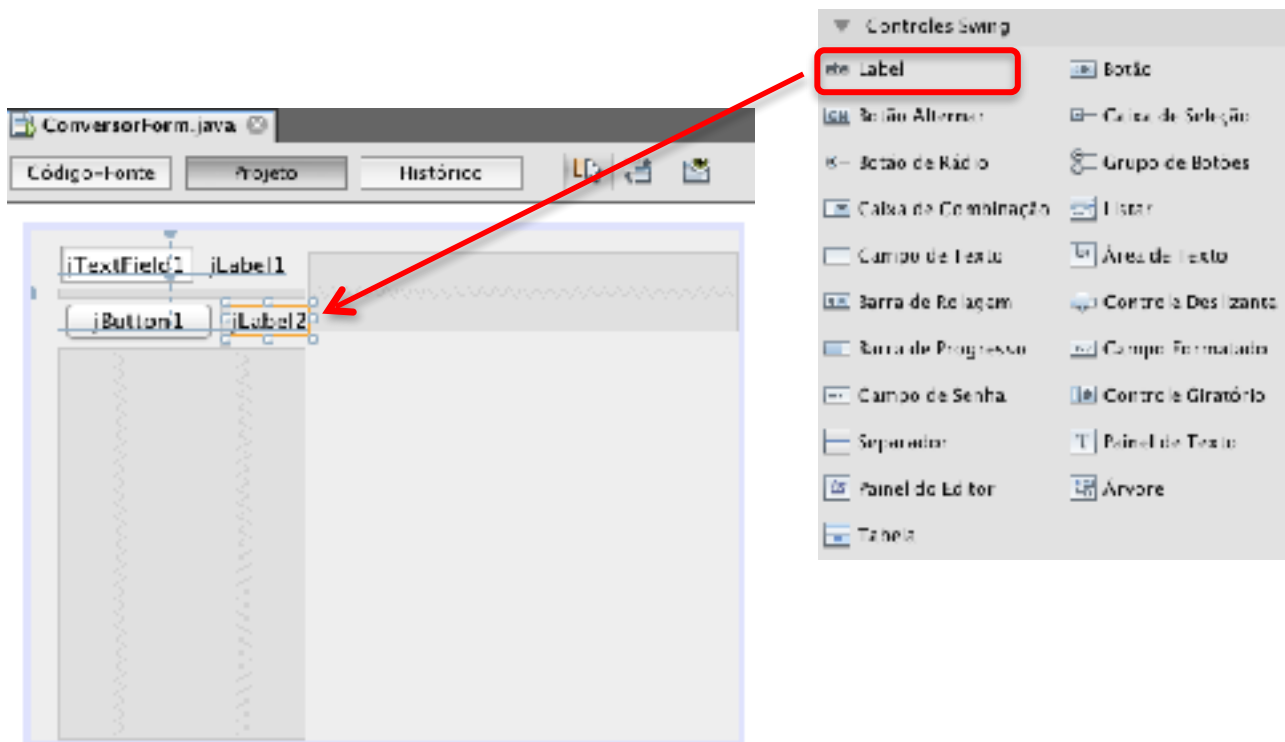 ConversorForm.java
Código-Fonte Projeto Histórico
jTextField1 jLabel1
jButton1 jLabel2
Controles Swing
Label Botão
Botão Alternar Caixa de Seleção
Botão de Rádio Grupo de Botões
Caixa de Combinação Listar
Campo de Texto Área de Texto
Barra de Rolagem Controle Deslizante
Barra de Progresso Campo Formatado
Campo de Senha Controle Giratório
Separador Painel de Texto
Painel do Editor Árvore
Tabela